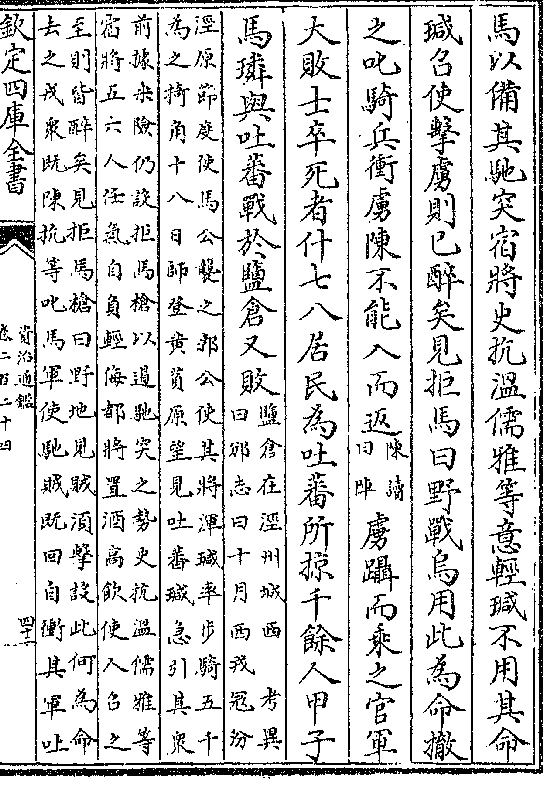 馬以備其馳突宿將史抗溫儒雅等意輕瑊不用其命
瑊召使擊虜則已醉矣見拒馬曰野戰烏用此為命撤
之叱騎兵衝虜陳不能入而返陳讀曰陣虜躡而乘之官軍
大敗士卒死者什七八居民為吐蕃所掠千餘人甲子
馬璘與吐蕃戰於鹽倉又敗鹽倉在涇州城西　考異
曰邠志曰十月西戎冦汾
涇原節度使馬公襲之郭公使其將渾瑊率步騎五千
為之掎角十八日師登黄萯原望見吐蕃瑊急引其衆
前據乘險仍設拒馬槍以遏馳突之勢史抗溫儒雅等
宿將五六人任氣自負輕侮都將置酒高飲使人召之
至則皆醉矣見拒馬槍曰野地見賊須擊設此何為命
去之戎衆既陳抗等叱馬軍使馳賊既回自衝其軍吐
欽定四庫全書
資治通鑑
卷二百二十四
四十一